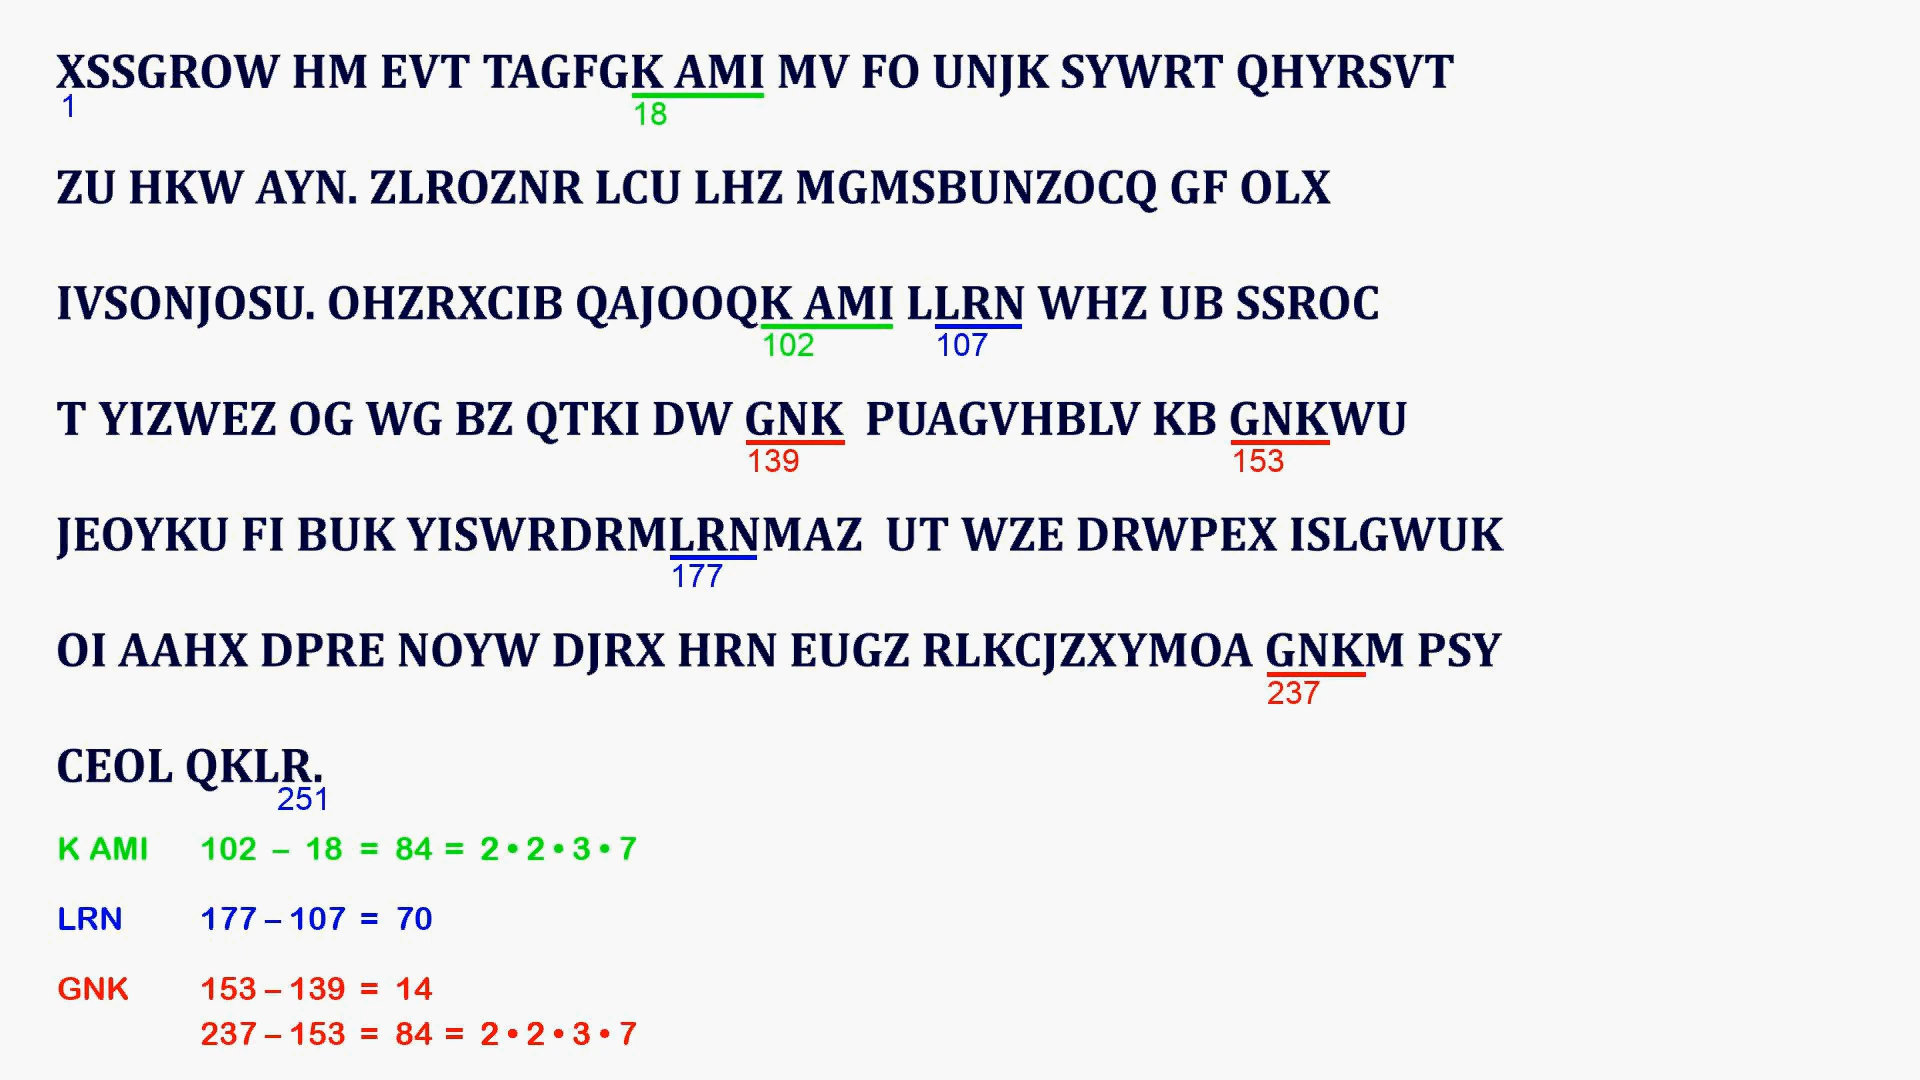 XSSGROW HM EVT TAGFGK AMI MV FO UNJK SYWRT QHYRSVT
1
18
ZU HKW AYN. ZLROZNR LCU LHZ MGMSBUNZOCQ GF OLX
IVSONJOSU. OHZRXCIB QAJOOQK AMI LLRN WHZ UB SSROC
102
107
T YIZWEZ OG WG BZ QTKI DW GNK PUAGVHBLV KB GNKWU
139
153
JEOYKU FI BUK YISWRDRMLRNMAZ UT WZE DRWPEX ISLGWUK
177
OI AAHX DPRE NOYW DJRX HRN EUGZ RLKCJZXYMOA GNKM PSY
237
CEOL QKLR.
251
K AMI 102 – 18 = 84 = 2•2•3•7
LRN 177 – 107 = 70
GNK 153 – 139 = 14
237 – 153 = 84 = 2•2•3•7